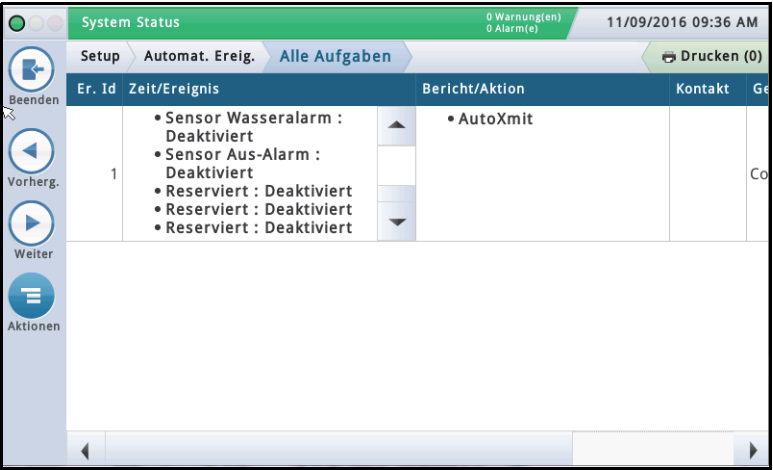 System Status
0 Warnung(en)
0 Alarm(e)
11/09/2016 09:36 AM
Beenden
Setup
Automat. Ereig.
Alle Aufgaben
Drucken (0)
Er. Id
Zeit/Ereignis
Bericht/Aktion
Kontakt
Ge
1
• Sensor Wasseralarm :
Deaktiviert
• Sensor Aus-Alarm :
Deaktiviert
• Reserviert : Deaktiviert
• Reserviert : Deaktiviert
• Reserviert : Deaktiviert
• AutoXmit
Co
Vorherg.
Weiter
Aktionen